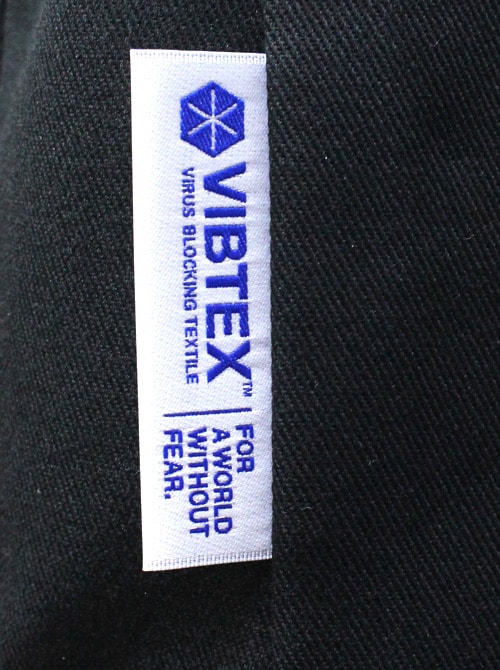 VIBTEX™
VIRUS BLOCKING TEXTILE
FOR
A WORLD
WITHOUT
FEAR.